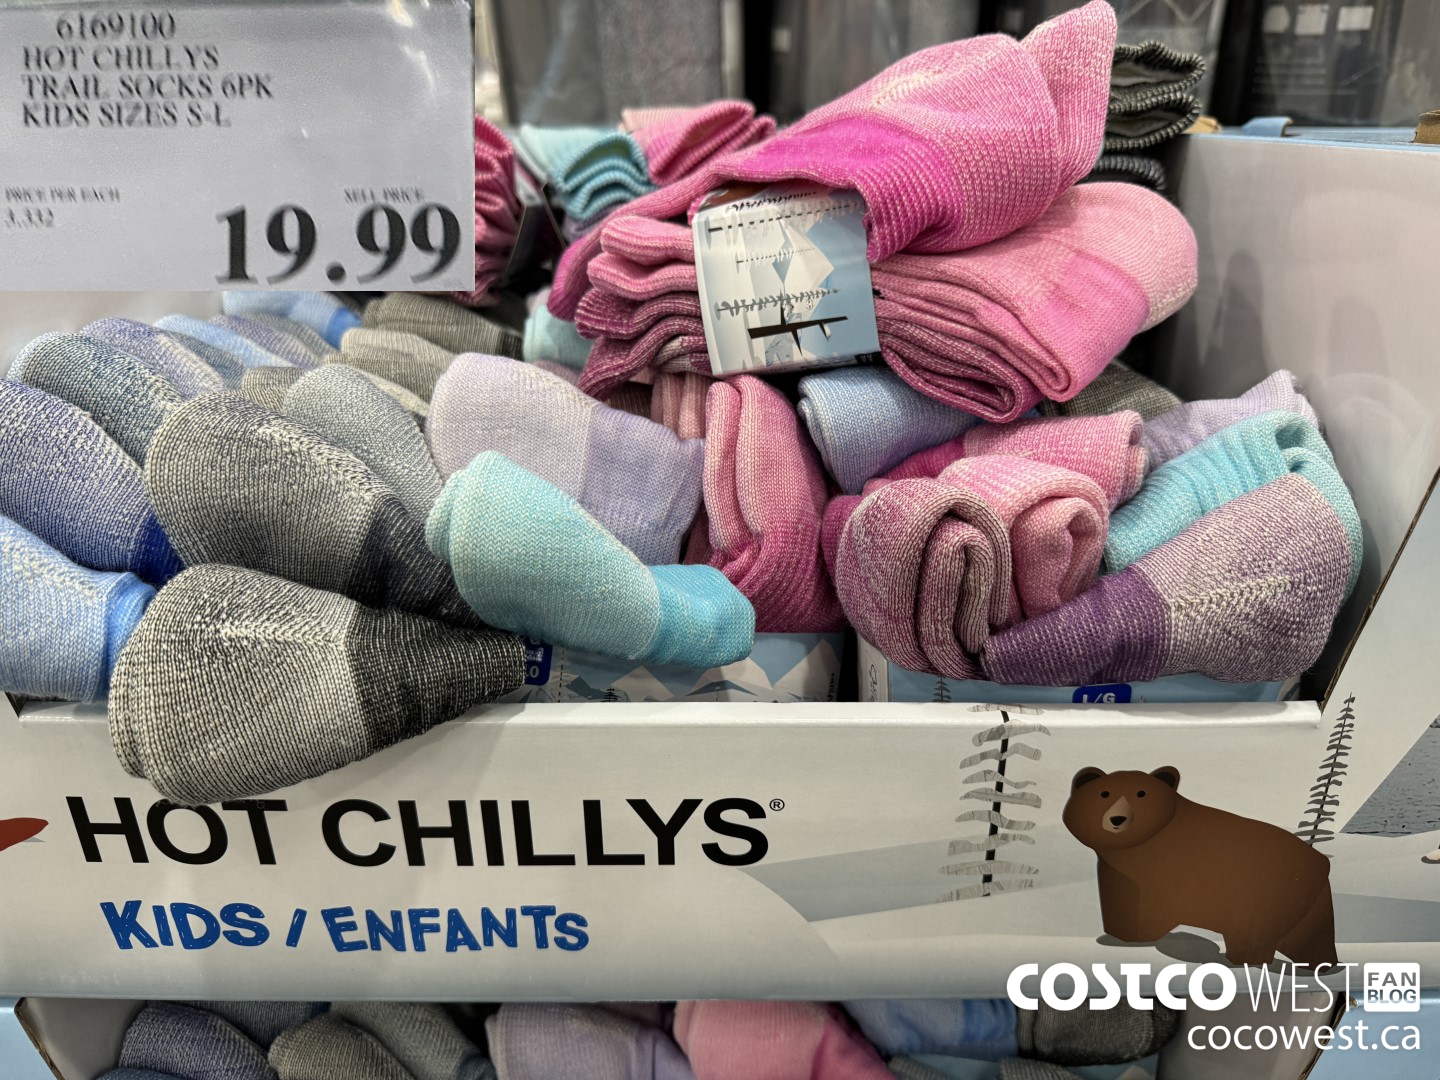 6169100
HOT CHILLYS
TRAIL SOCKS 6PK
KIDS SIZES S-L
PRICE PER EACH
3.332
SELL PRICE
19.99
L/G
HOT CHILLYS®
KIDS / ENFANTS
COSTCO WEST FAN BLOG
cocowest.ca